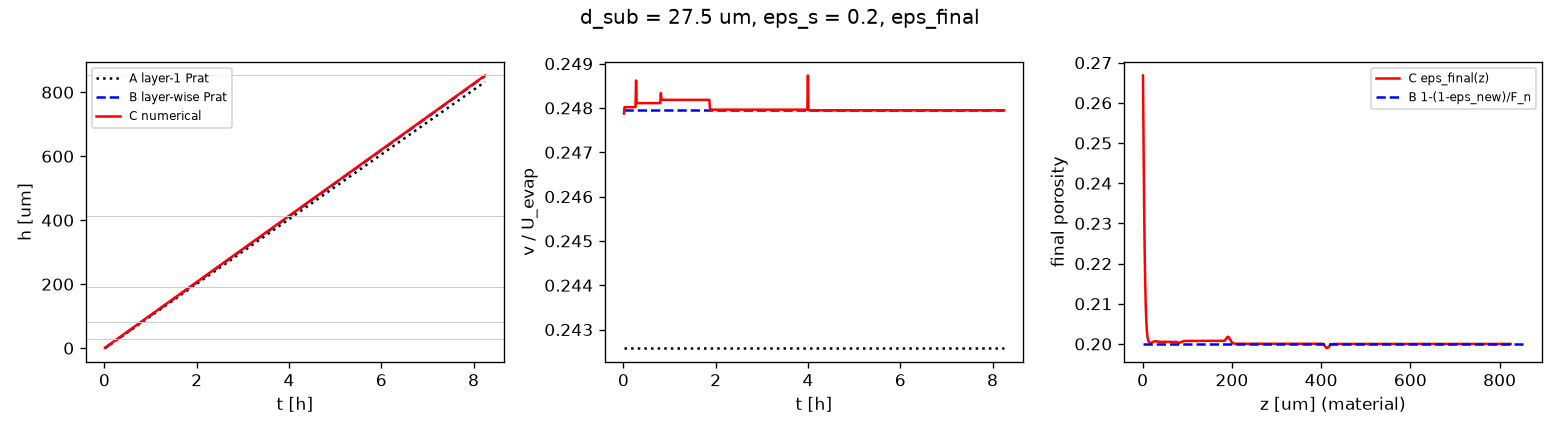 d_sub = 27.5 um, eps_s = 0.2, eps_final
h [um]
800
600
400
200
0
A layer-1 Prat
B layer-wise Prat
C numerical
0 2 4 6 8
t [h]
v / U_evap
0.249
0.248
0.247
0.246
0.245
0.244
0.243
0 2 4 6 8
t [h]
final porosity
0.27
0.26
0.25
0.24
0.23
0.22
0.21
0.20
C eps_final(z)
B 1-(1-eps_new)/F_n
0 200 400 600 800
z [um] (material)